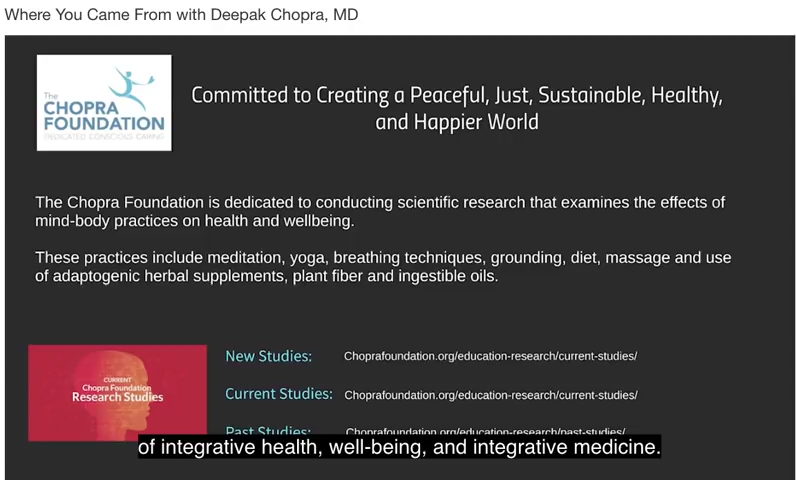 Where You Came From with Deepak Chopra, MD
The
CHOPRA
FOUNDATION
DEDICATED CONSCIOUS CARING
Committed to Creating a Peaceful, Just, Sustainable, Healthy,
and Happier World
The Chopra Foundation is dedicated to conducting scientific research that examines the effects of
mind-body practices on health and wellbeing.
These practices include meditation, yoga, breathing techniques, grounding, diet, massage and use
of adaptogenic herbal supplements, plant fiber and ingestible oils.
CURRENT
Chopra Foundation
Research Studies
New Studies: Choprafoundation.org/education-research/current-studies/
Current Studies: Choprafoundation.org/education-research/current-studies/
Past Studies: Choprafoundation.org/education-research/past-studies/
of integrative health, well-being, and integrative medicine.